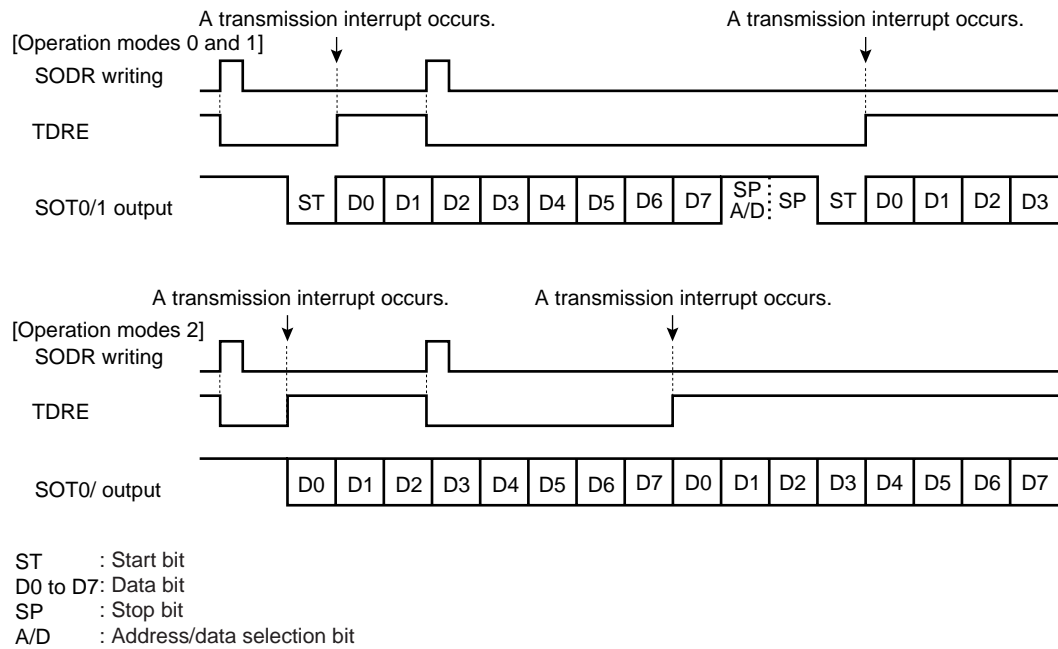 A transmission interrupt occurs. A transmission interrupt occurs.
[Operation modes 0 and 1]
SODR writing
TDRE
SOT0/1 output ST D0 D1 D2 D3 D4 D5 D6 D7 SP A/D SP ST D0 D1 D2 D3
A transmission interrupt occurs. A transmission interrupt occurs.
[Operation modes 2]
SODR writing
TDRE
SOT0/ output D0 D1 D2 D3 D4 D5 D6 D7 D0 D1 D2 D3 D4 D5 D6 D7
ST : Start bit
D0 to D7: Data bit
SP : Stop bit
A/D : Address/data selection bit